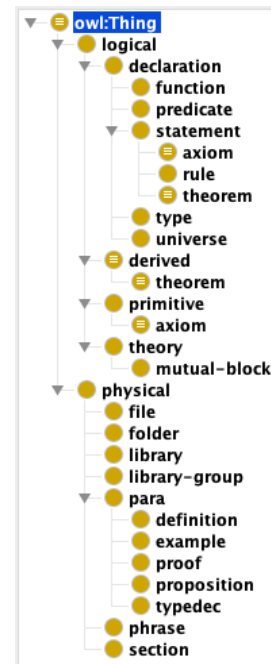 owl:Thing
logical
declaration
function
predicate
statement
axiom
rule
theorem
type
universe
derived
theorem
primitive
axiom
theory
mutual-block
physical
file
folder
library
library-group
para
definition
example
proof
proposition
typedec
phrase
section